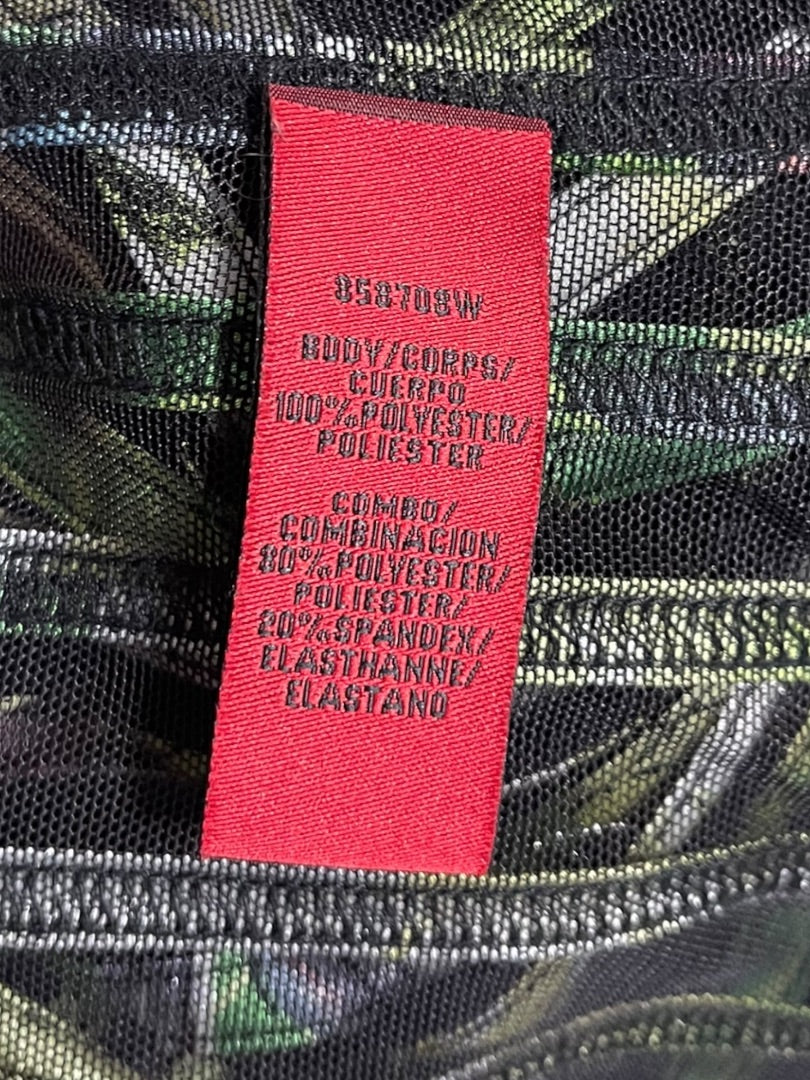 858708W
BODY/CORPS/
CUERPO
100%POLYESTER/
POLIESTER
COMBO/
COMBINACION
80%POLYESTER/
POLIESTER/
20%SPANDEX/
ELASTHANNE/
ELASTANO